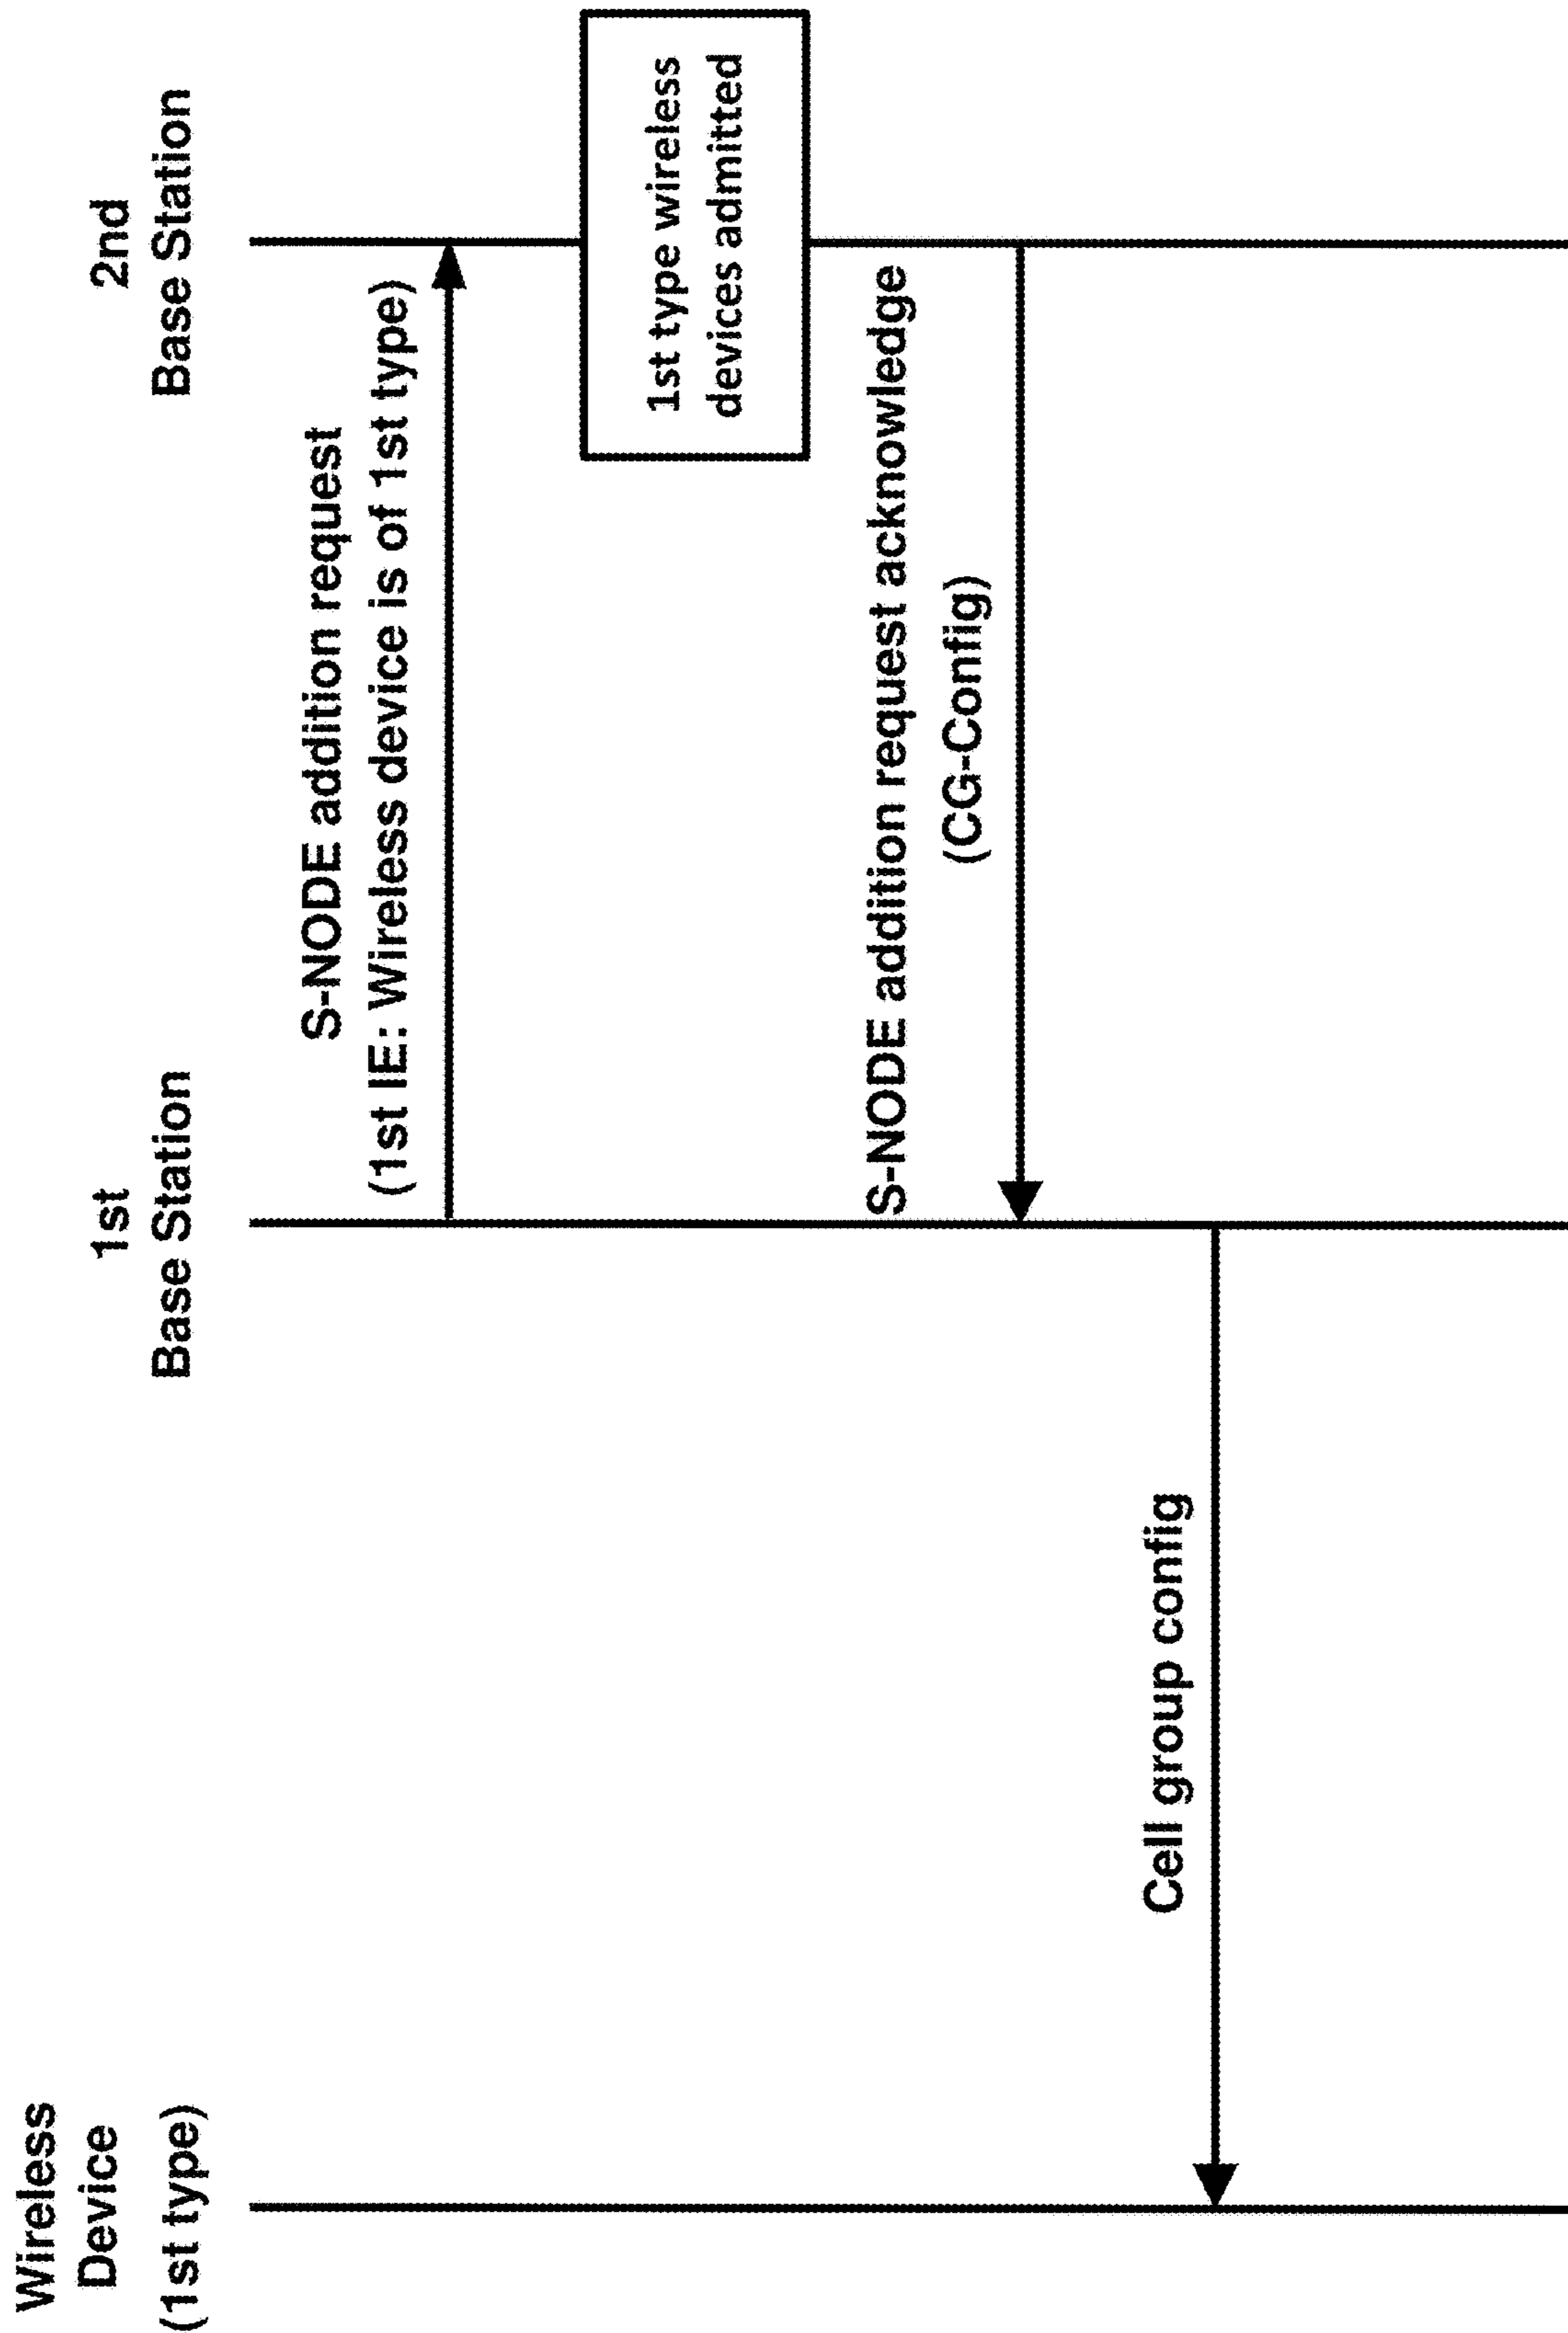 Wireless
Device
(1st type)
1st
Base Station
2nd
Base Station
S-NODE addition request
(1st IE: Wireless device is of 1st type)
1st type wireless
devices admitted
S-NODE addition request acknowledge
(CG-Config)
Cell group config